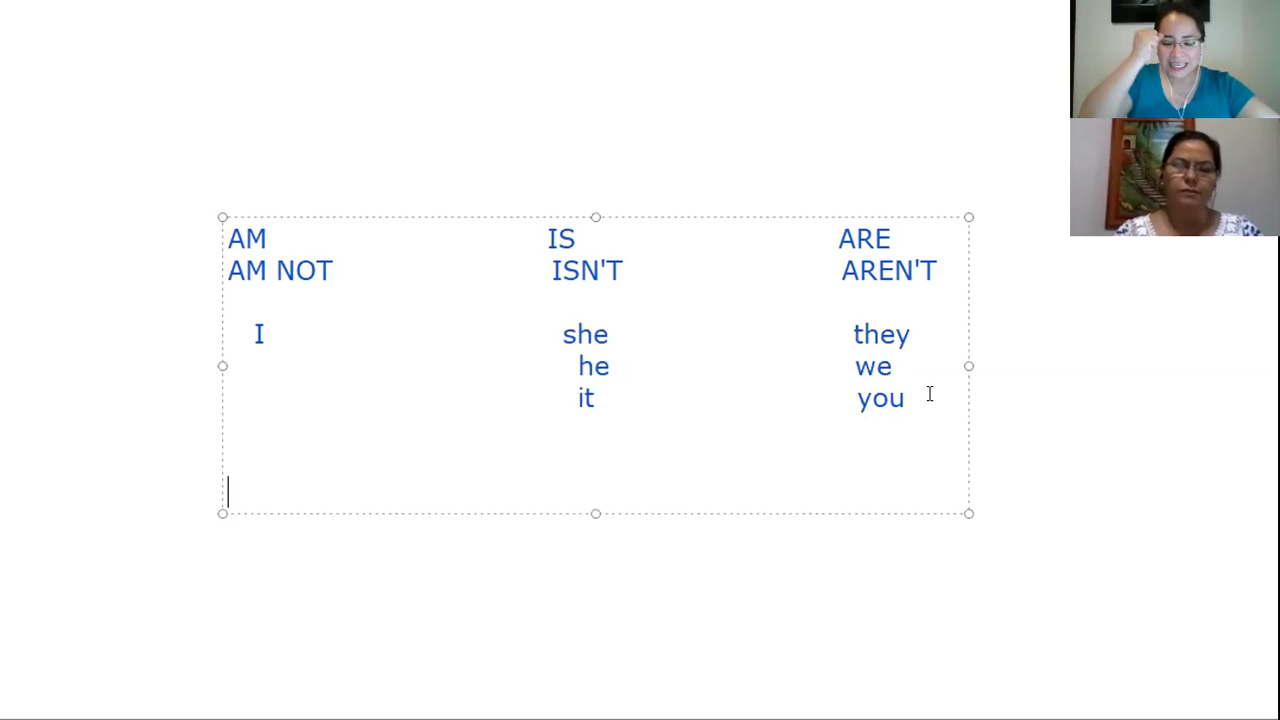 AM IS ARE
AM NOT ISN'T AREN'T
I she they
he we
it you